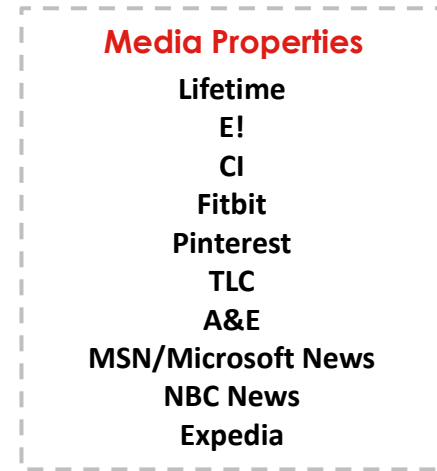 Media Properties
Lifetime
E!
CI
Fitbit
Pinterest
TLC
A&E
MSN/Microsoft News
NBC News
Expedia